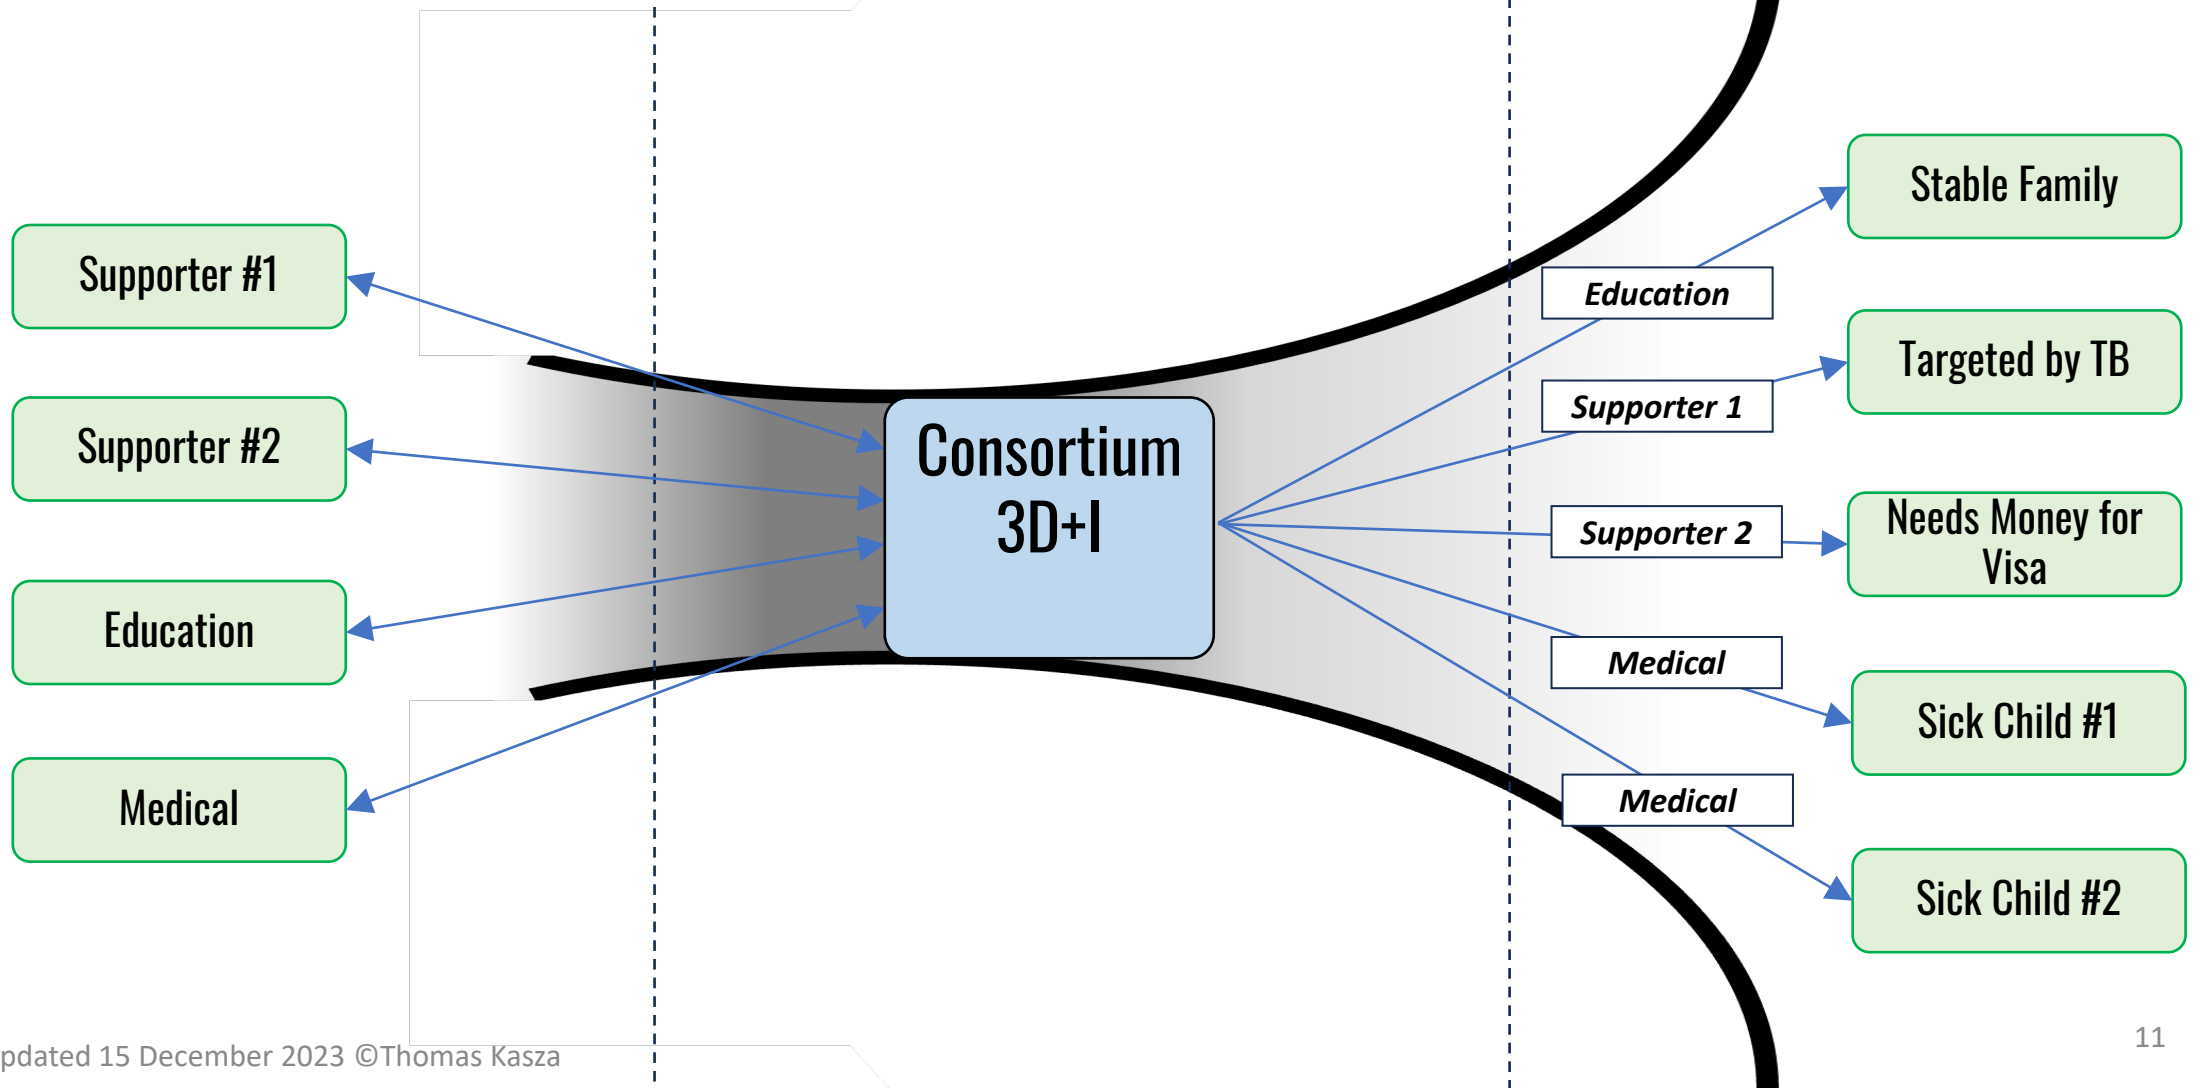 Supporter #1
Supporter #2
Education
Medical
Consortium
3D+I
Education
Supporter 1
Supporter 2
Medical
Medical
Stable Family
Targeted by TB
Needs Money for
Visa
Sick Child #1
Sick Child #2
pdated 15 December 2023 ©Thomas Kasza
11